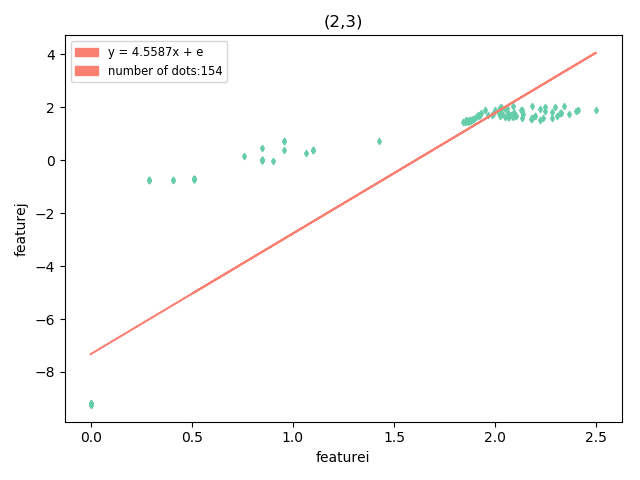 (2,3)
y = 4.5587x + e
number of dots:154
4
2
0
−2
−4
−6
−8
featurej
0.0 0.5 1.0 1.5 2.0 2.5
featurei